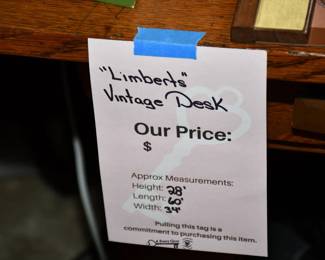 "Limberts"
Vintage Desk
Our Price:
$
Approx Measurements:
Height: 28"
Length: 60"
Width: 34"
Pulling this tag is a
commitment to purchasing this item.